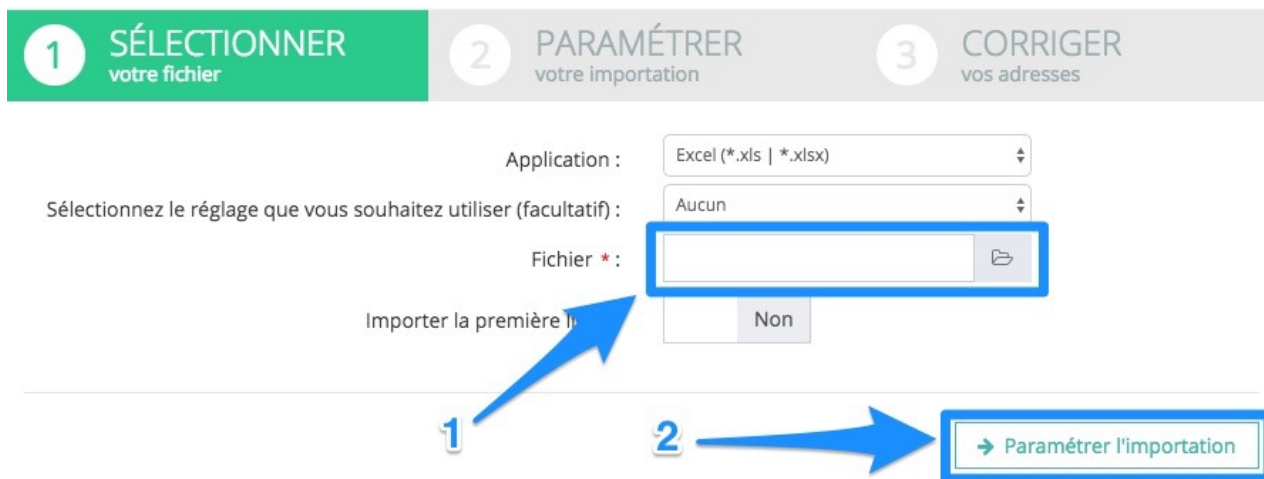 1 SÉLECTIONNER
votre fichier
2 PARAMÉTRER
votre importation
3 CORRIGER
vos adresses
Application : Excel (*.xls | *.xlsx)
Sélectionnez le réglage que vous souhaitez utiliser (facultatif) : Aucun
Fichier * :
Importer la première Non
1
2
→ Paramétrer l'importation